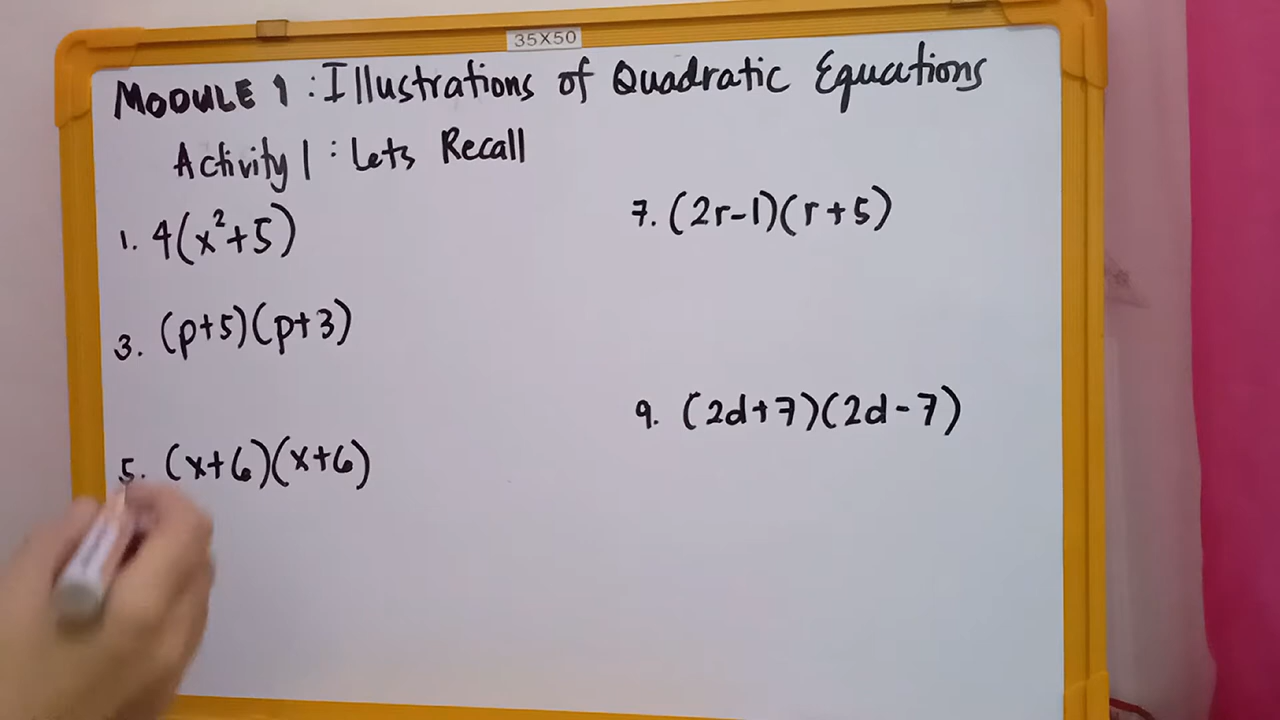 35X50
MODULE 1 : Illustrations of Quadratic Equations
Activity 1 : Lets Recall
1. 4(x²+5)
3. (p+5)(p+3)
5. (x+6)(x+6)
7. (2r-1)(r+5)
9. (2d+7)(2d-7)